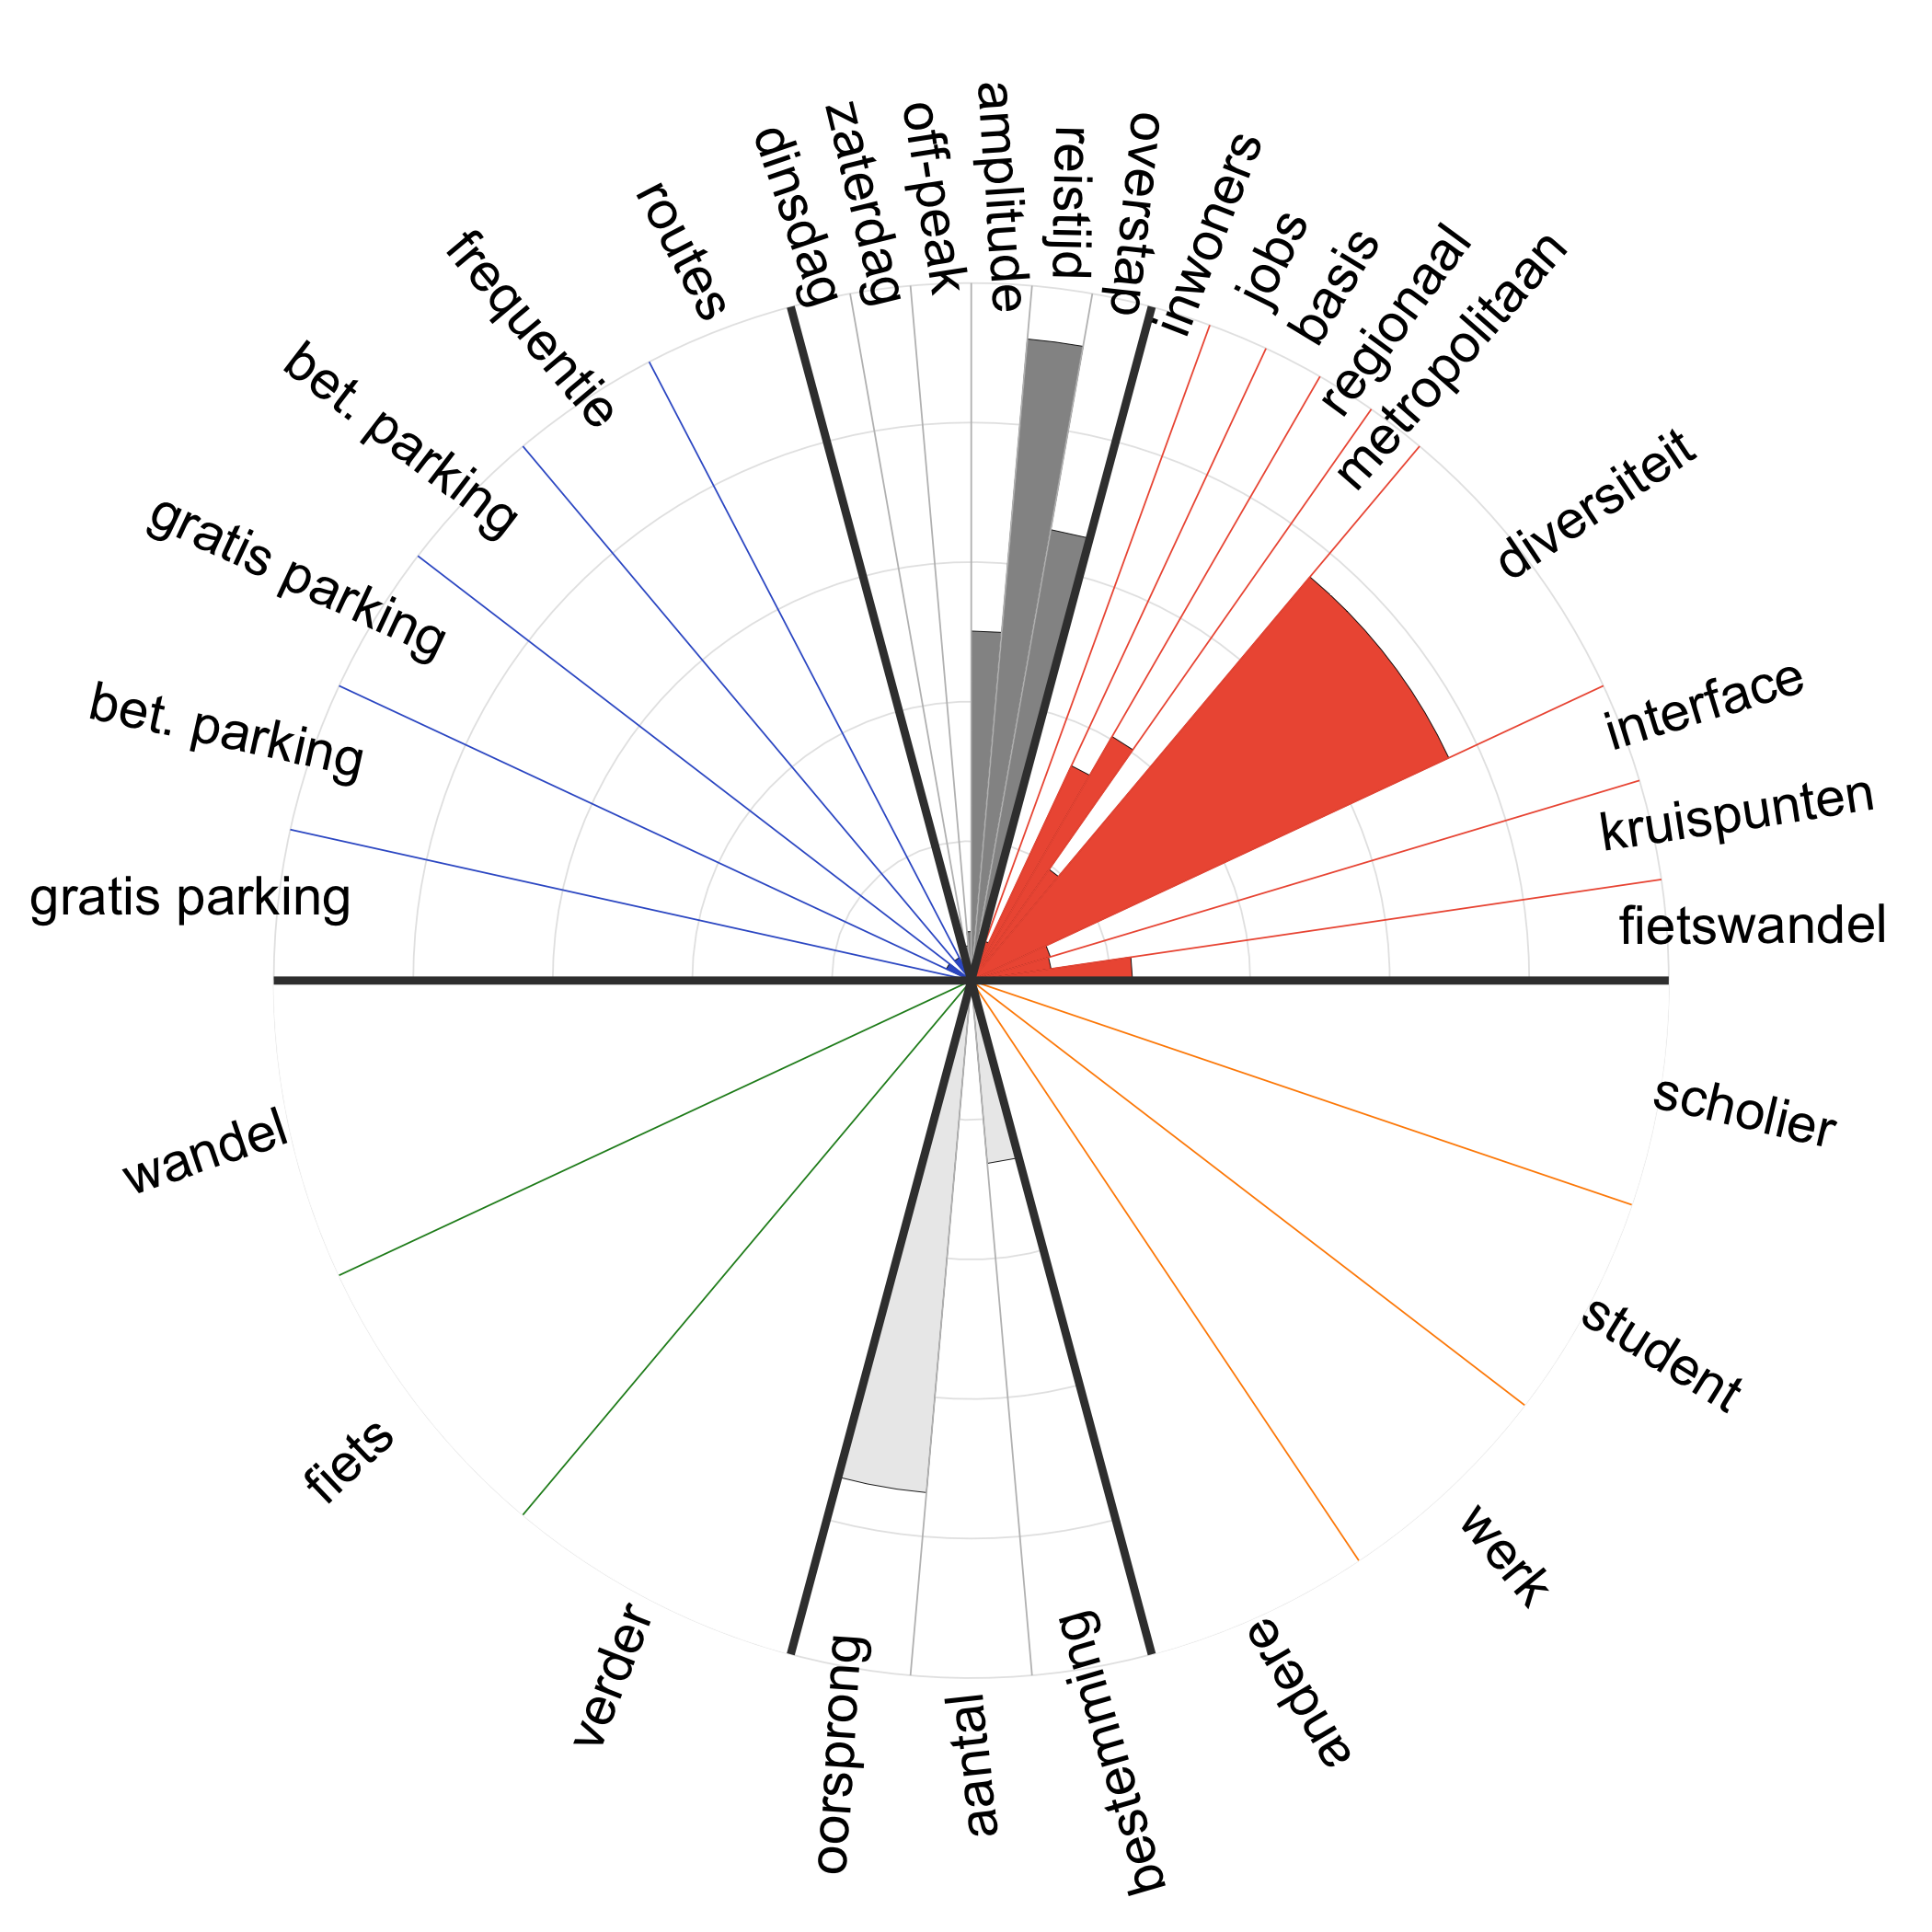 dinsdag
zaterdag
off-peak
amplitude
reistijd
overstap
inwoners
jobs
basis
regionaal
metropolitaan
diversiteit
interface
kruispunten
fietswandel
scholier
student
werk
andere
bestemming
aantal
oorsprong
verder
fiets
wandel
gratis parking
bet. parking
gratis parking
bet. parking
frequentie
routes